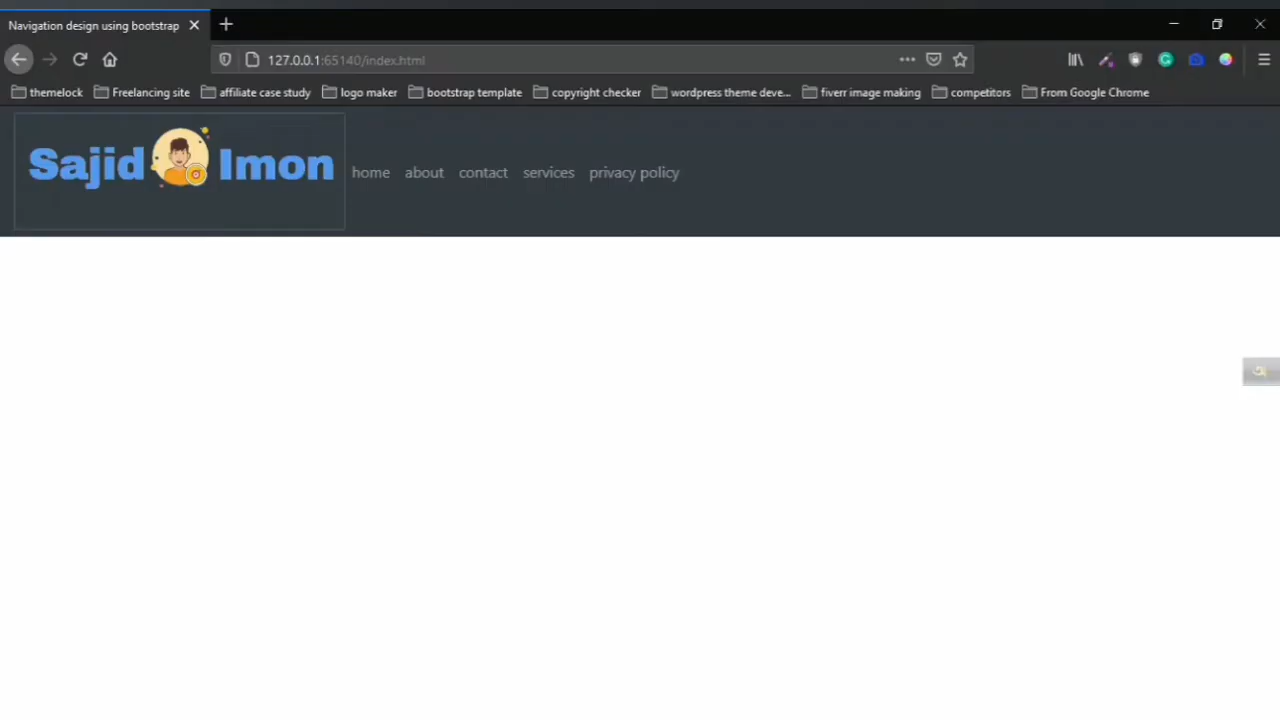 Navigation design using bootstrap
127.0.0.1:65140/index.html
themelock Freelancing site affiliate case study logo maker bootstrap template copyright checker wordpress theme deve... fiverr image making competitors From Google Chrome
Sajid Imon home about contact services privacy policy